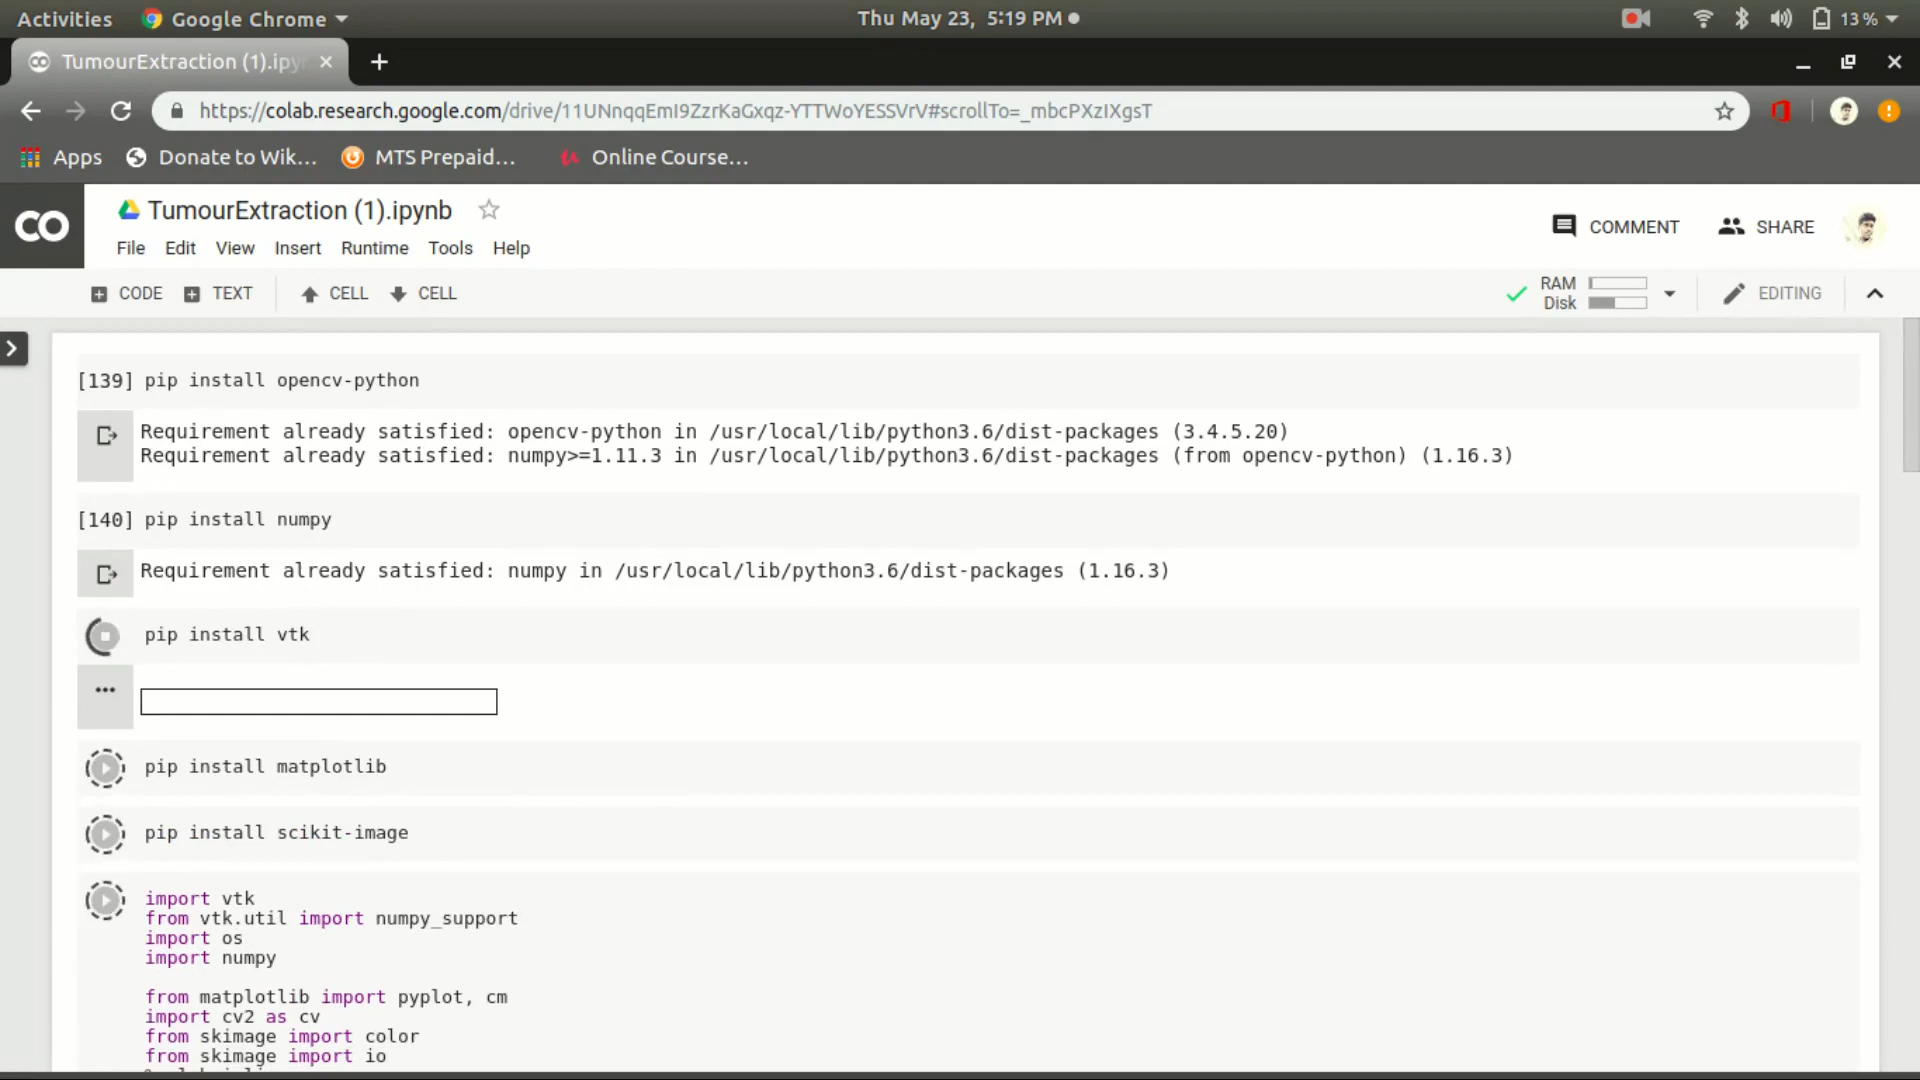 Activities Google Chrome Thu May 23, 5:19 PM 13 %
TumourExtraction (1).ipy
https://colab.research.google.com/drive/11UNnqqEmI9ZzrKaGxqz-YTTWoYESSVrV#scrollTo=_mbcPXzIXgsT
Apps Donate to Wik... MTS Prepaid... Online Course...
CO TumourExtraction (1).ipynb
COMMENT SHARE
File Edit View Insert Runtime Tools Help
CODE TEXT CELL CELL RAM Disk EDITING
[139] pip install opencv-python
Requirement already satisfied: opencv-python in /usr/local/lib/python3.6/dist-packages (3.4.5.20)
Requirement already satisfied: numpy>=1.11.3 in /usr/local/lib/python3.6/dist-packages (from opencv-python) (1.16.3)
[140] pip install numpy
Requirement already satisfied: numpy in /usr/local/lib/python3.6/dist-packages (1.16.3)
pip install vtk
pip install matplotlib
pip install scikit-image
import vtk
from vtk.util import numpy_support
import os
import numpy
from matplotlib import pyplot, cm
import cv2 as cv
from skimage import color
from skimage import io